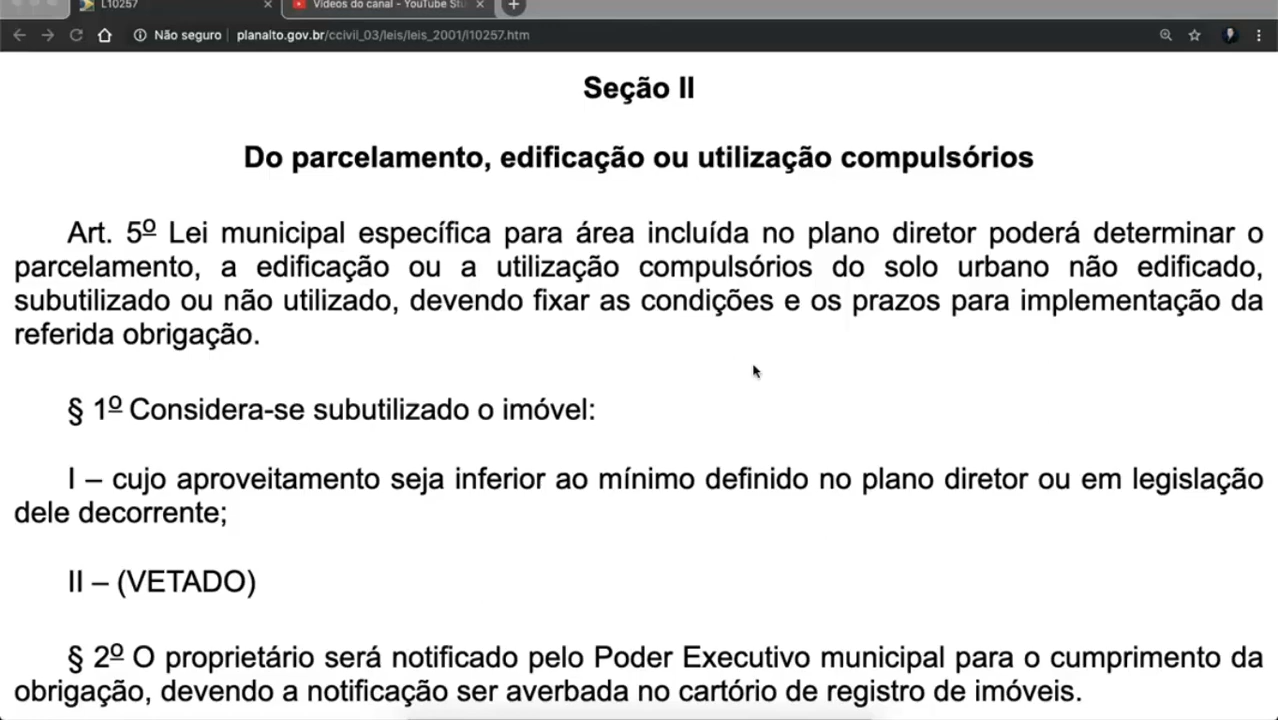 L10257
Vídeos do canal - YouTube Stu
Não seguro
planalto.gov.br/ccivil_03/leis/leis_2001/l10257.htm
Seção II
Do parcelamento, edificação ou utilização compulsórios
Art. 5º Lei municipal específica para área incluída no plano diretor poderá determinar o
parcelamento, a edificação ou a utilização compulsórios do solo urbano não edificado,
subutilizado ou não utilizado, devendo fixar as condições e os prazos para implementação da
referida obrigação.
§ 1º Considera-se subutilizado o imóvel:
I – cujo aproveitamento seja inferior ao mínimo definido no plano diretor ou em legislação
dele decorrente;
II – (VETADO)
§ 2º O proprietário será notificado pelo Poder Executivo municipal para o cumprimento da
obrigação, devendo a notificação ser averbada no cartório de registro de imóveis.